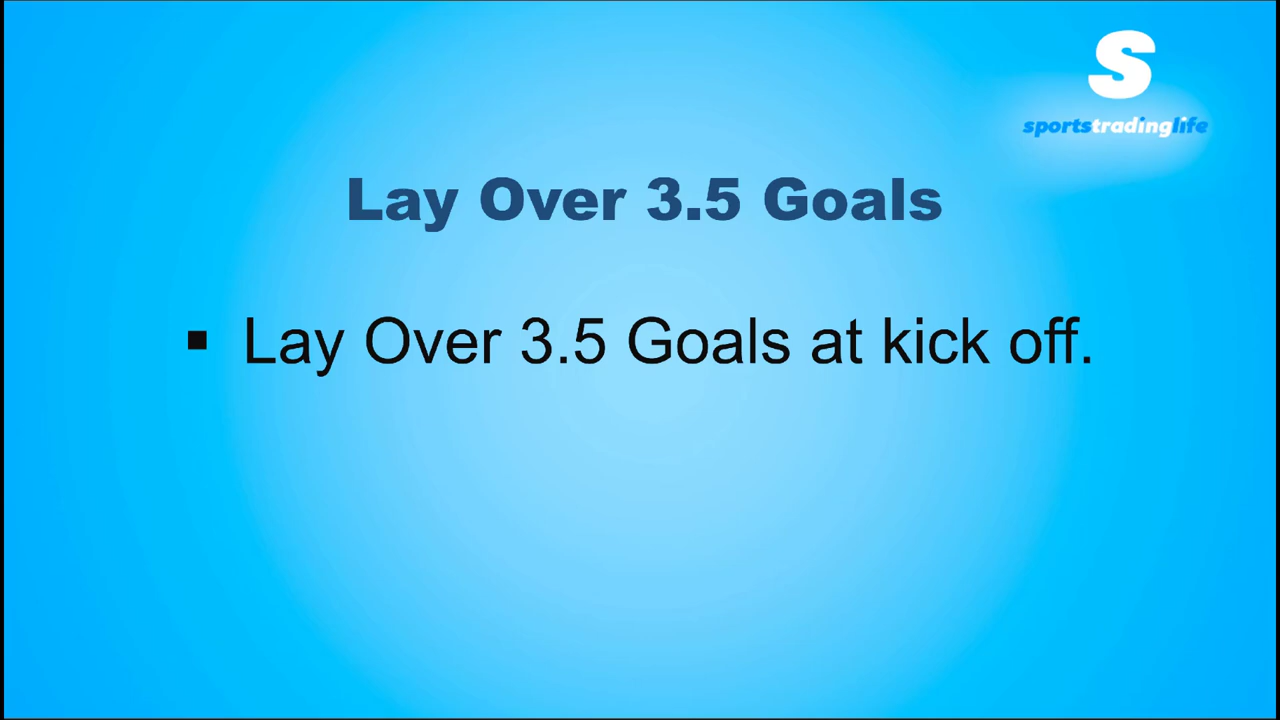 S
sportstradinglife
Lay Over 3.5 Goals
▪ Lay Over 3.5 Goals at kick off.